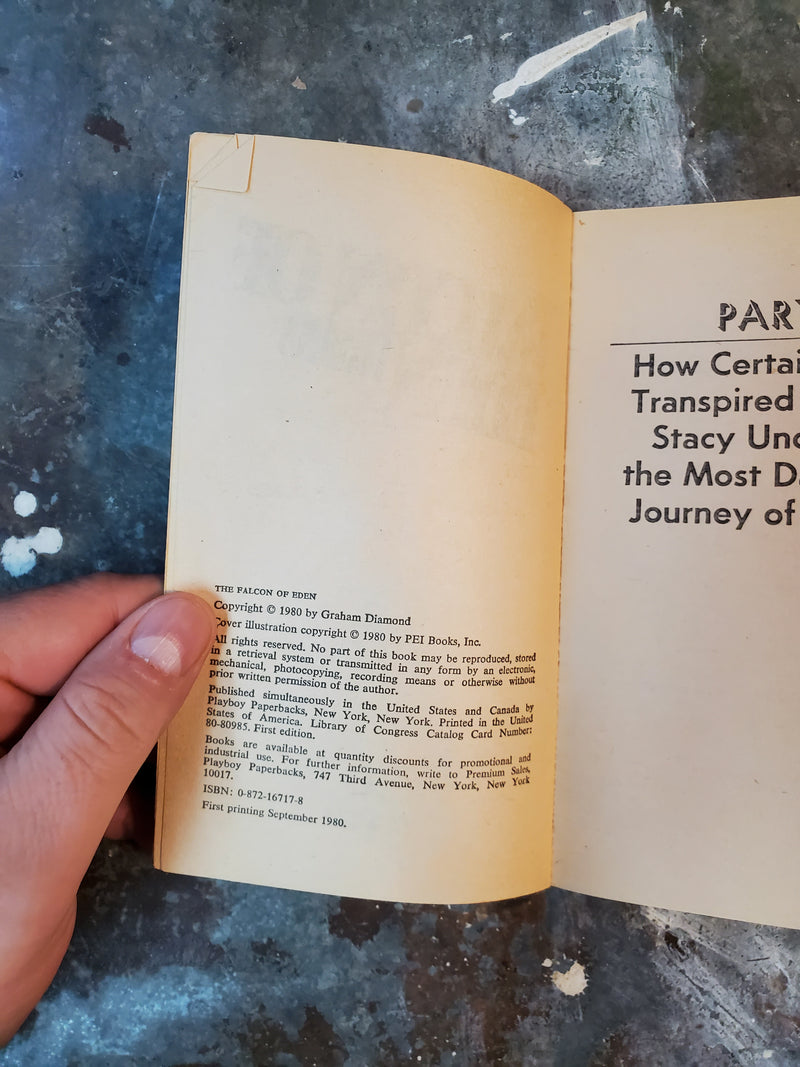 THE FALCON OF EDEN
Copyright © 1980 by Graham Diamond
Cover illustration copyright © 1980 by PEI Books, Inc.
All rights reserved. No part of this book may be reproduced, stored
in a retrieval system or transmitted in any form by an electronic,
mechanical, photocopying, recording means or otherwise without
prior written permission of the author.
Published simultaneously in the United States and Canada by
Playboy Paperbacks, New York, New York. Printed in the United
States of America. Library of Congress Catalog Card Number:
80-80985. First edition.
Books are available at quantity discounts for promotional and
industrial use. For further information, write to Premium Sales,
Playboy Paperbacks, 747 Third Avenue, New York, New York
10017.
ISBN: 0-872-16717-8
First printing September 1980.
PAR
How Certai
Transpired
Stacy Und
the Most D
Journey of